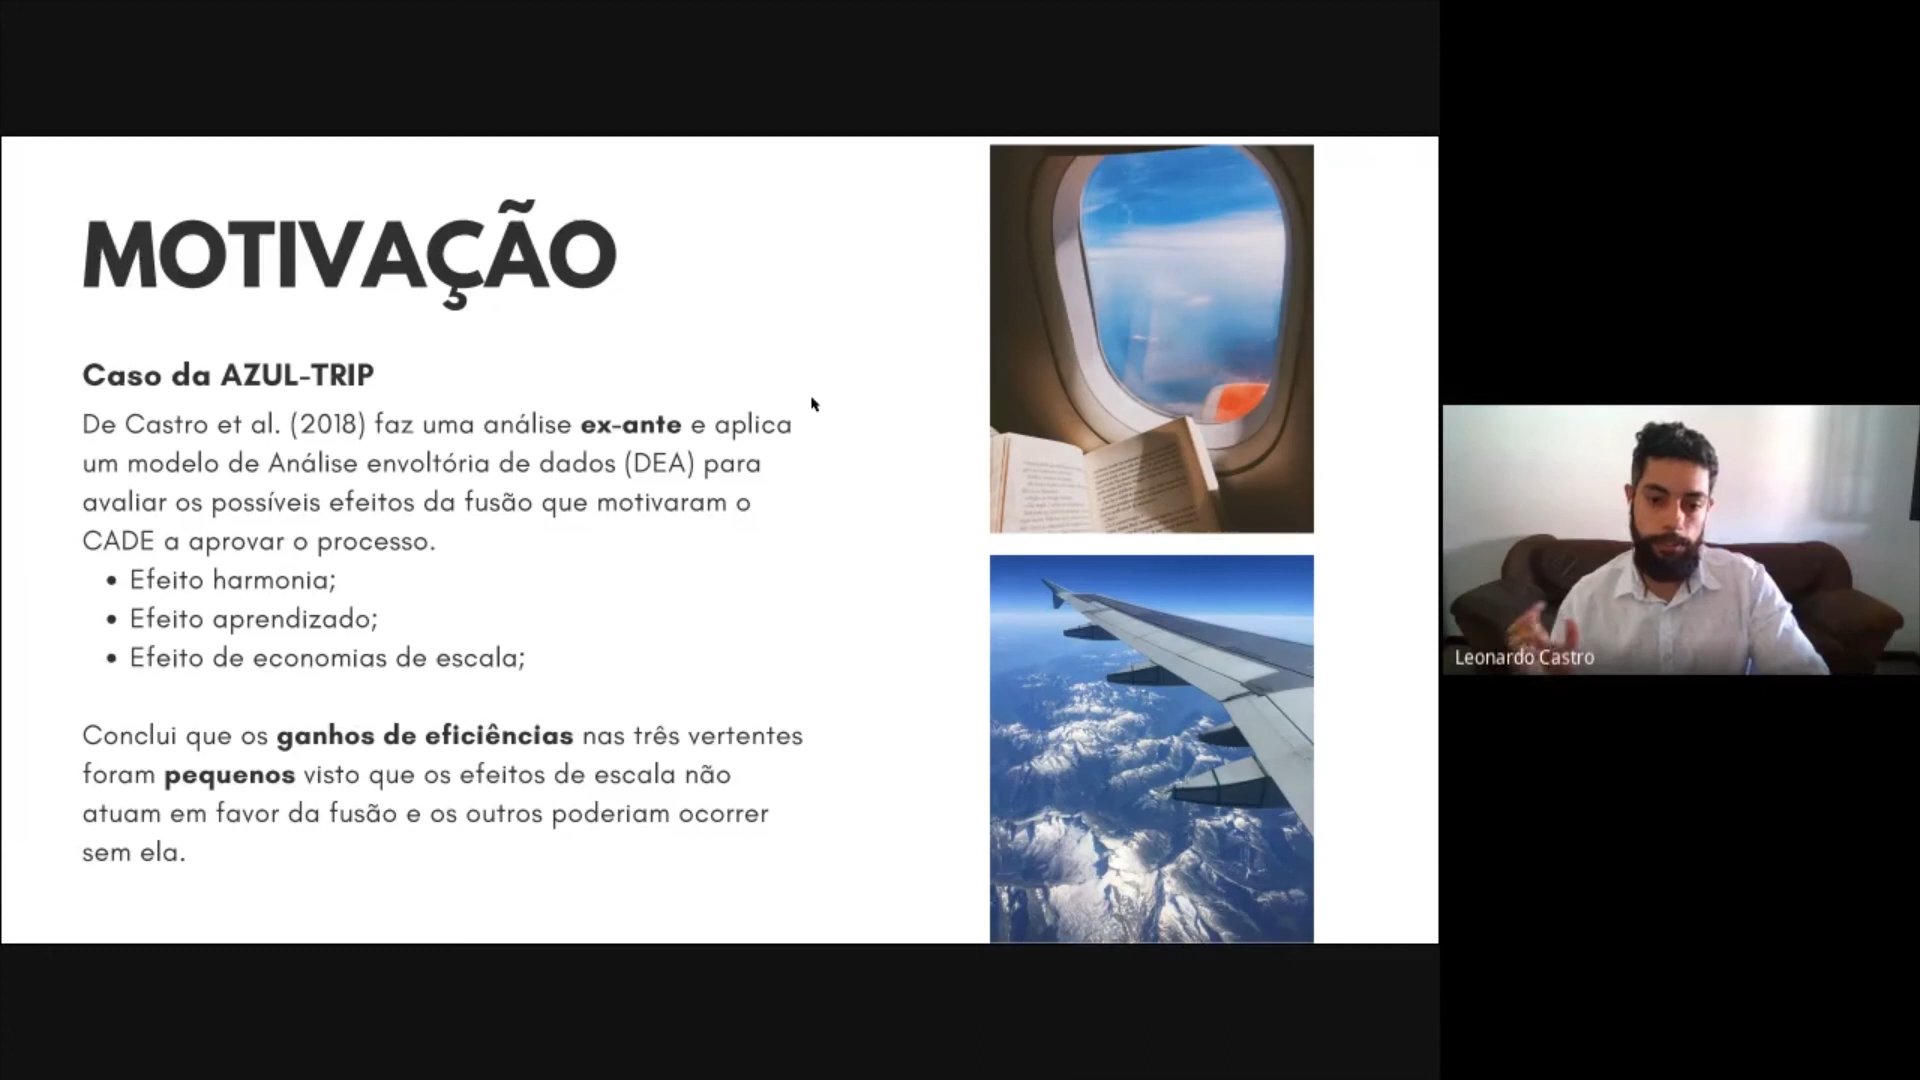 MOTIVAÇÃO
Caso da AZUL-TRIP
De Castro et al. (2018) faz uma análise ex-ante e aplica
um modelo de Análise envoltória de dados (DEA) para
avaliar os possíveis efeitos da fusão que motivaram o
CADE a aprovar o processo.
• Efeito harmonia;
• Efeito aprendizado;
• Efeito de economias de escala;
Conclui que os ganhos de eficiências nas três vertentes
foram pequenos visto que os efeitos de escala não
atuam em favor da fusão e os outros poderiam ocorrer
sem ela.
Leonardo Castro